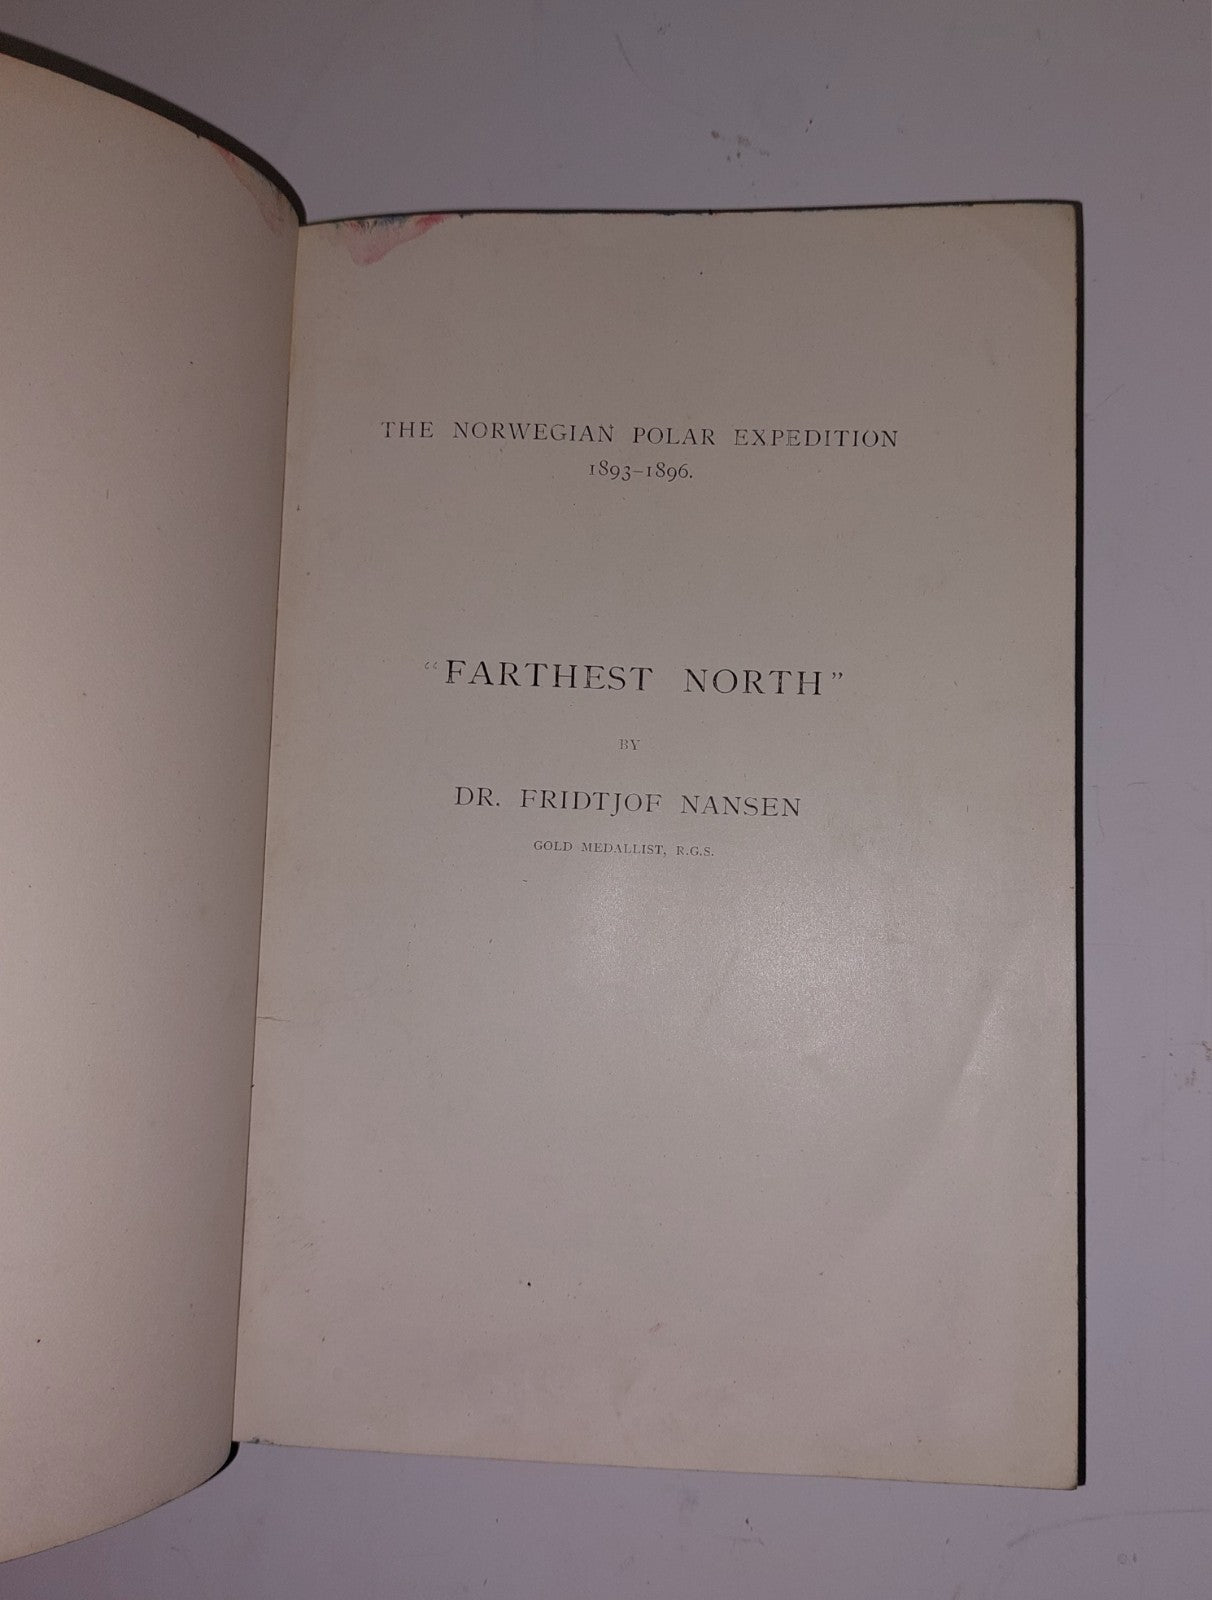 THE NORWEGIAN POLAR EXPEDITION
1893–1896.
“FARTHEST NORTH”
BY
DR. FRIDTJOF NANSEN
GOLD MEDALLIST, R.G.S.